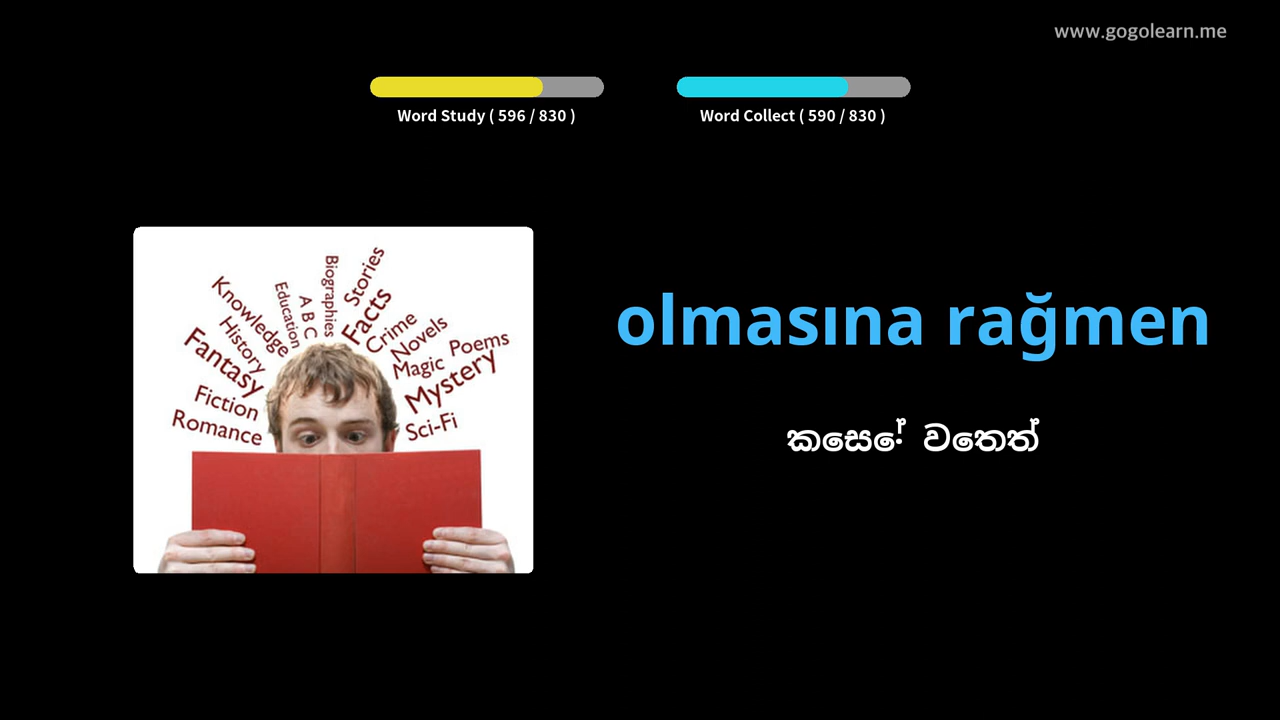 www.gogolearn.me
Word Study ( 596 / 830 )
Word Collect ( 590 / 830 )
Biographies
Stories
Education
A B C
Facts
Knowledge
Crime
History
Novels
Fantasy
Magic
Poems
Mystery
Fiction
Romance
Sci-Fi
olmasına rağmen
වතෙත්